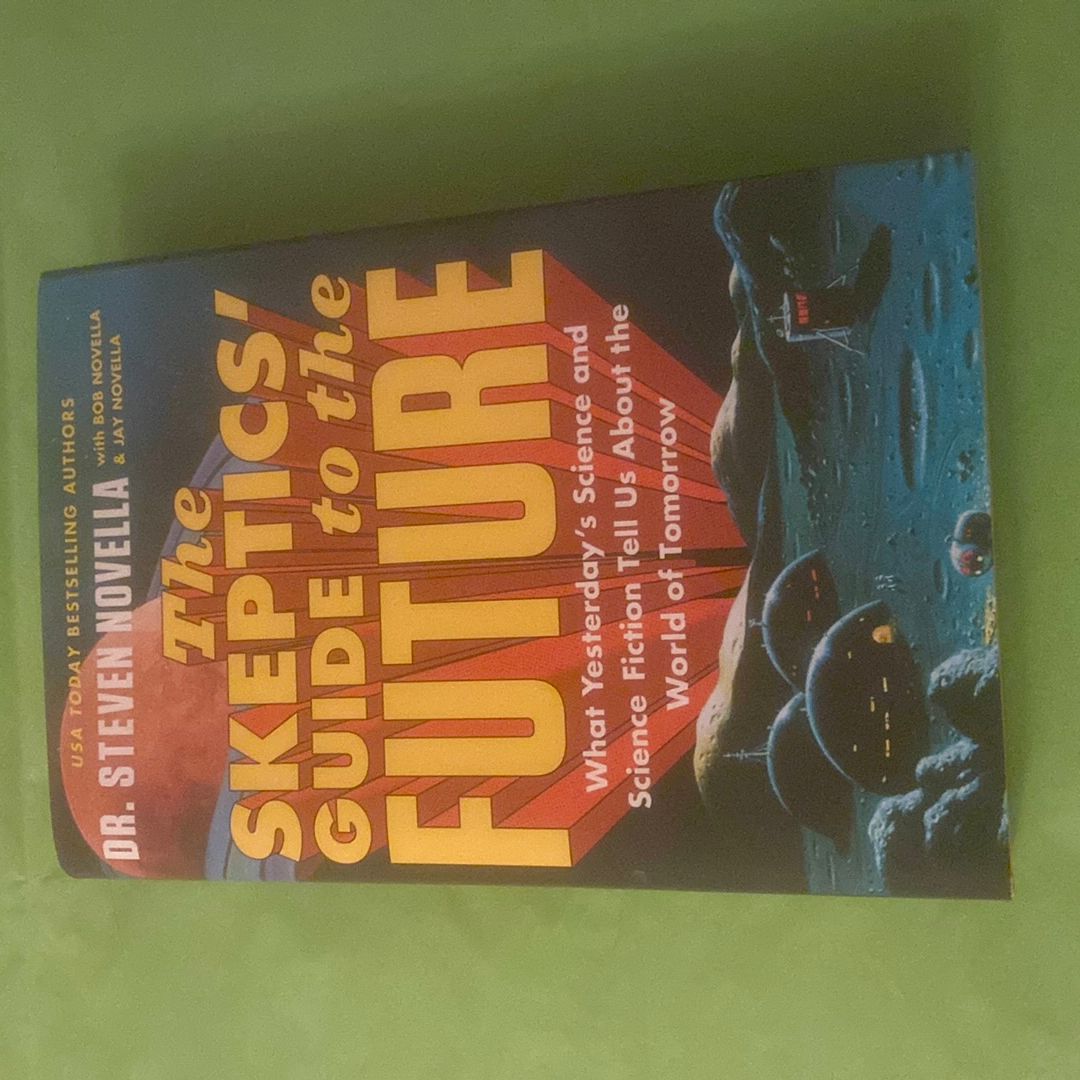 USA TODAY BESTSELLING AUTHORS
DR. STEVEN NOVELLA
with BOB NOVELLA
& JAY NOVELLA
The
SKEPTICS'
GUIDE to the
FUTURE
What Yesterday's Science and
Science Fiction Tell Us About the
World of Tomorrow